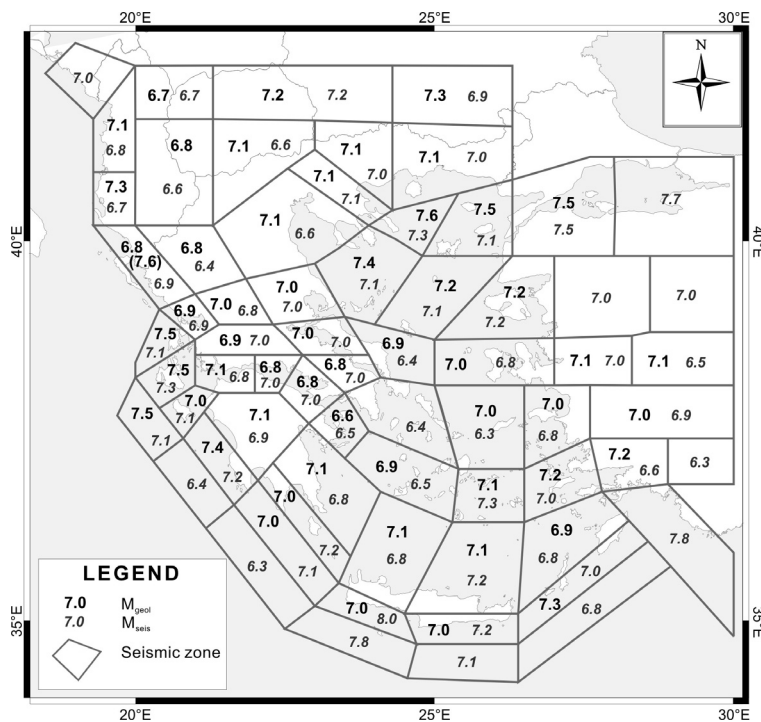 20°E 25°E 30°E
N
7.0
6.7 6.7 7.2 7.2 7.3 6.9
7.1 6.8 7.1 6.6 7.1 7.1 7.0
6.8 7.0
7.3 6.6 7.1 7.7
6.7 7.1 7.6 7.5 7.5
7.1 6.6 7.3 7.1 7.5
40°E 40°E
6.8 6.8
(7.6) 6.4 7.4
6.9 7.1 7.2 7.2 7.0 7.0
7.0 7.0 6.8 7.0 7.1 7.2
6.9 6.9
7.5 6.9 7.0 7.0 7.0 6.9
7.1 6.4 7.0 6.8 7.1 7.0 7.1 6.5
7.5 7.1 6.8 6.8 7.0 6.8 7.0
7.3 6.8 7.0
7.5 7.0 7.1 7.1 6.9 6.6 6.5 6.4 7.0 6.3 7.0 6.8 7.0 6.9
7.1 7.4 7.2
6.4 7.2 7.1 6.8 6.9 6.5 7.1 7.3 7.2 7.0 7.2 6.6 6.3
7.0
7.0 7.2 7.1 6.8 7.1 7.2 6.9 6.8 7.8
6.3 7.1 7.0
7.0 8.0 7.3 6.8
7.0 7.2
7.8 7.1
LEGEND
7.0 Mgeol
7.0 Mseis
Seismic zone
35°E 35°E
20°E 25°E 30°E